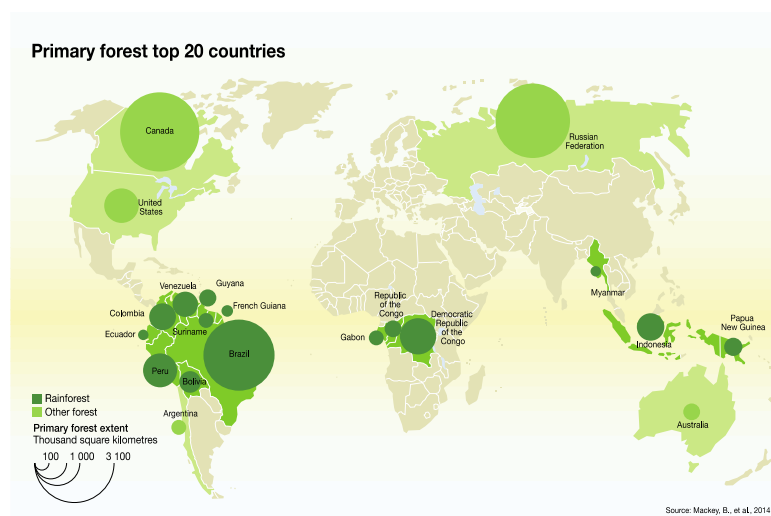 Primary forest top 20 countries
Canada
Russian
Federation
United
States
Venezuela
Guyana
French Guiana
Colombia
Suriname
Ecuador
Brazil
Peru
Bolivia
Argentina
Republic
of the
Congo
Democratic
Republic
of the
Congo
Gabon
Myanmar
Papua
New Guinea
Indonesia
Australia
Rainforest
Other forest
Primary forest extent
Thousand square kilometres
100 1 000 3 100
Source: Mackey, B., et al., 2014